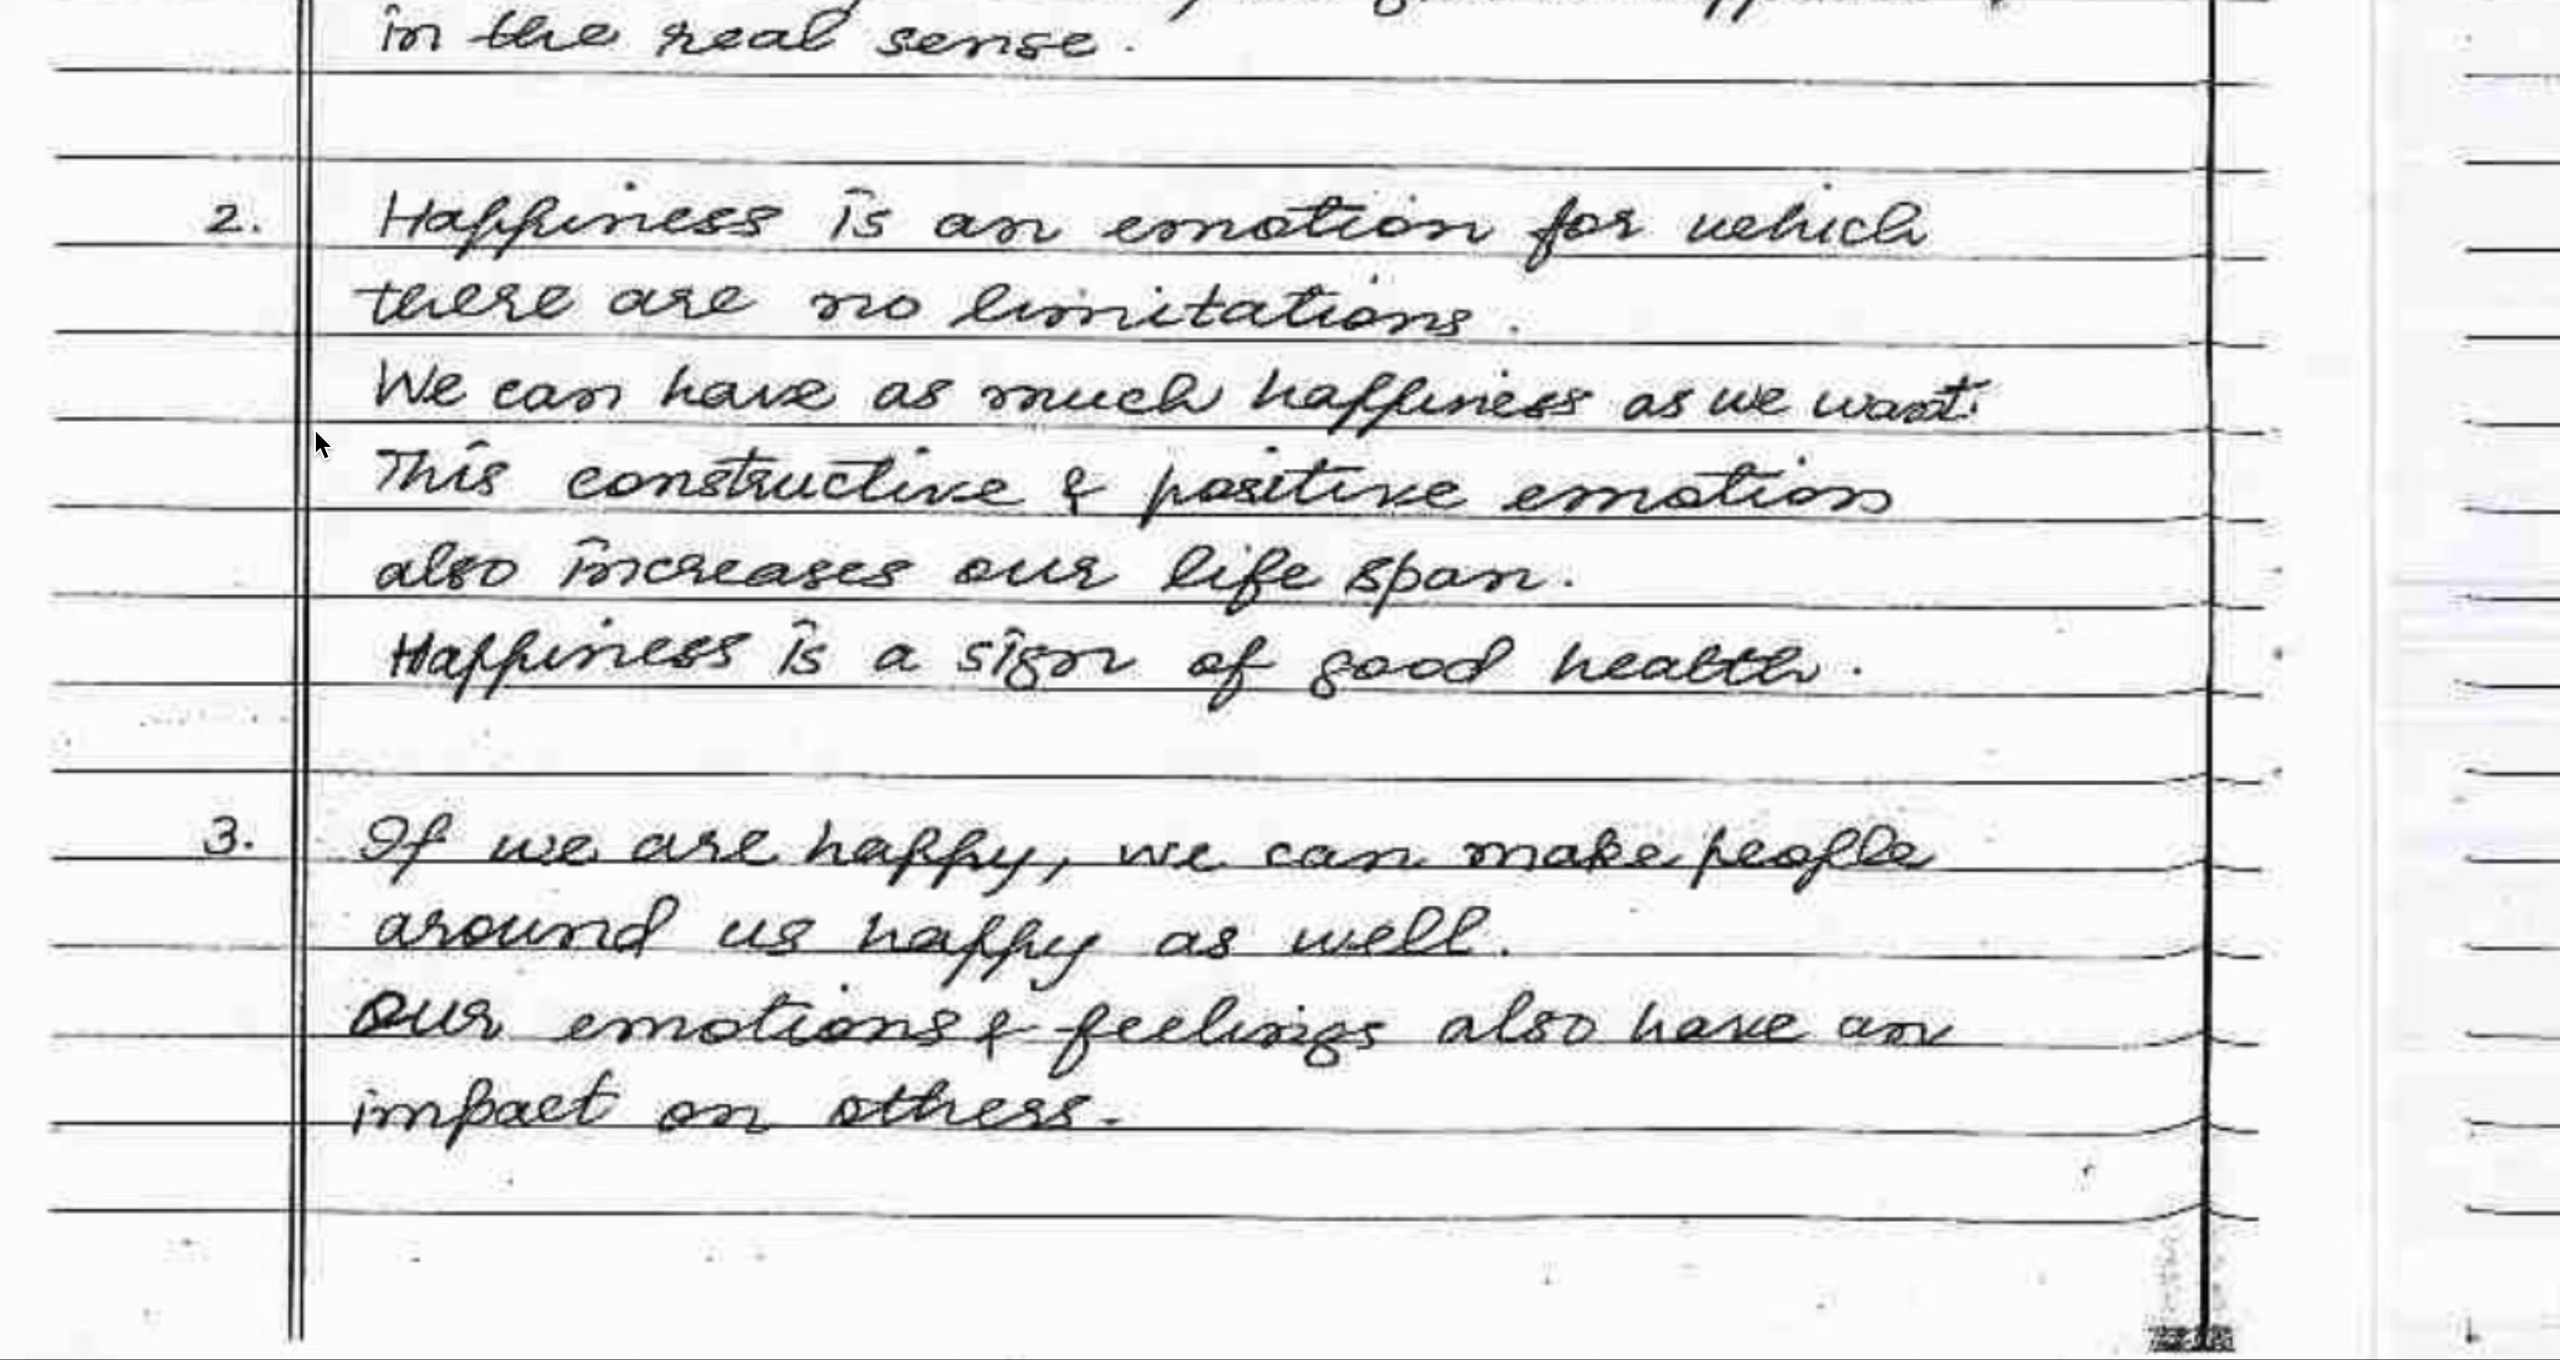 in the real sense.
2. Happiness is an emotion for which
there are no limitations.
We can have as much happiness as we want.
This constructive & positive emotion
also increases our life span.
Happiness is a sign of good health.
3. If we are happy, we can make people
around us happy as well.
Our emotions & feelings also have an
impact on others.